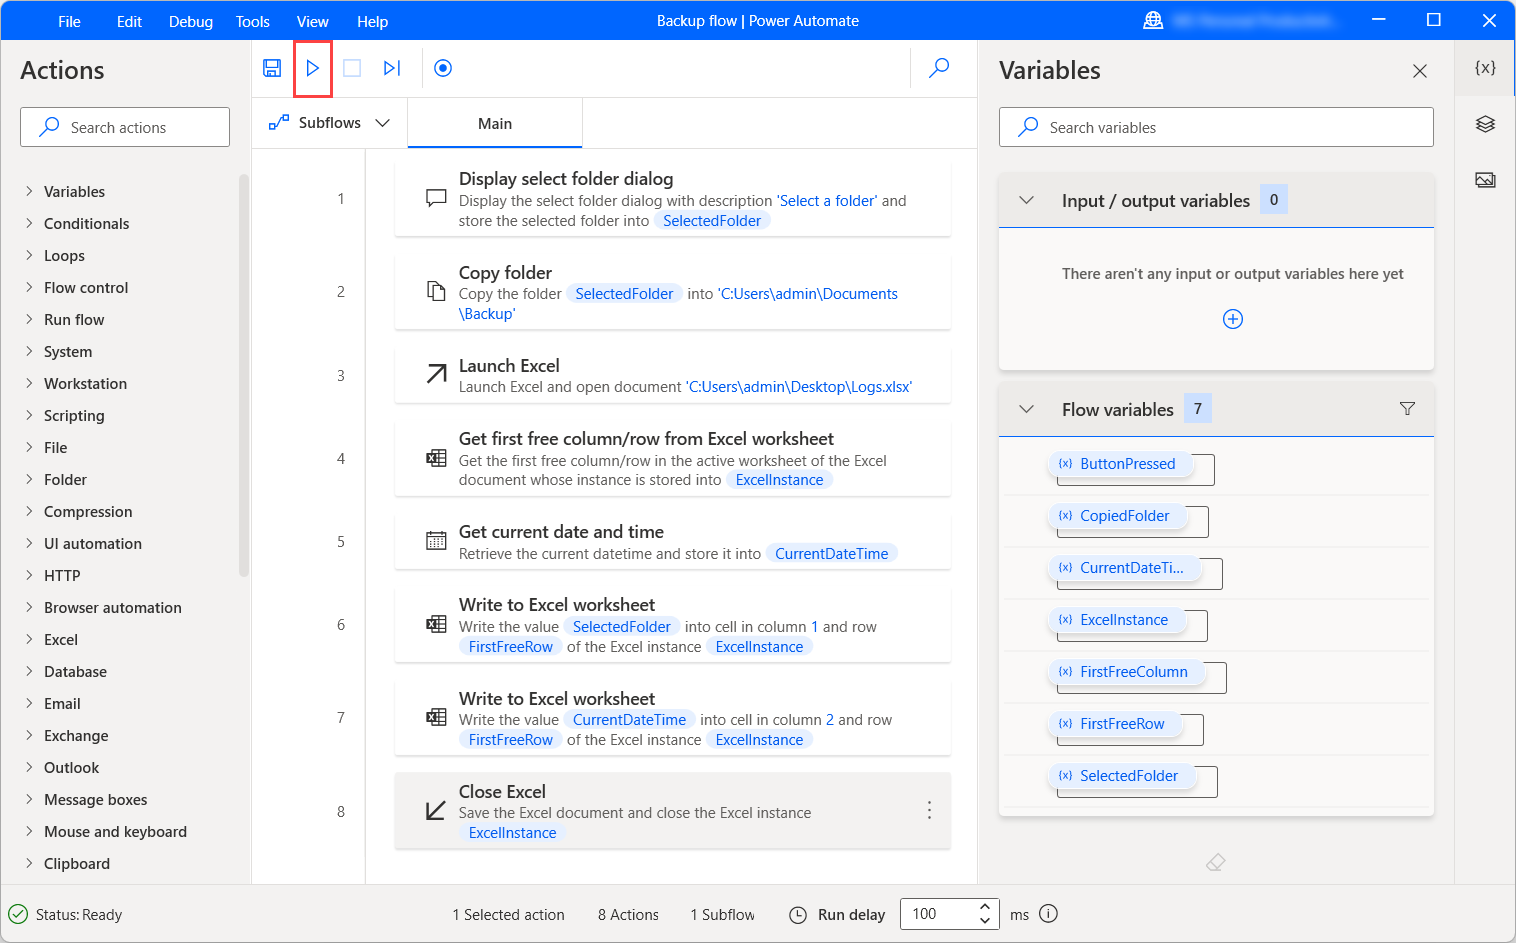 File Edit Debug Tools View Help
Backup flow | Power Automate
Actions
Search actions
Variables
Conditionals
Loops
Flow control
Run flow
System
Workstation
Scripting
File
Folder
Compression
UI automation
HTTP
Browser automation
Excel
Database
Email
Exchange
Outlook
Message boxes
Mouse and keyboard
Clipboard
Subflows
Main
1
Display select folder dialog
Display the select folder dialog with description 'Select a folder' and
store the selected folder into SelectedFolder
2
Copy folder
Copy the folder SelectedFolder into 'C:Users\admin\Documents
\Backup'
3
Launch Excel
Launch Excel and open document 'C:Users\admin\Desktop\Logs.xlsx'
4
Get first free column/row from Excel worksheet
Get the first free column/row in the active worksheet of the Excel
document whose instance is stored into ExcelInstance
5
Get current date and time
Retrieve the current datetime and store it into CurrentDateTime
6
Write to Excel worksheet
Write the value SelectedFolder into cell in column 1 and row
FirstFreeRow of the Excel instance ExcelInstance
7
Write to Excel worksheet
Write the value CurrentDateTime into cell in column 2 and row
FirstFreeRow of the Excel instance ExcelInstance
8
Close Excel
Save the Excel document and close the Excel instance
ExcelInstance
Variables
{x}
Search variables
Input / output variables 0
There aren't any input or output variables here yet
Flow variables 7
{x} ButtonPressed
{x} CopiedFolder
{x} CurrentDateTi...
{x} ExcelInstance
{x} FirstFreeColumn
{x} FirstFreeRow
{x} SelectedFolder
Status: Ready
1 Selected action
8 Actions
1 Subflow
Run delay 100 ms